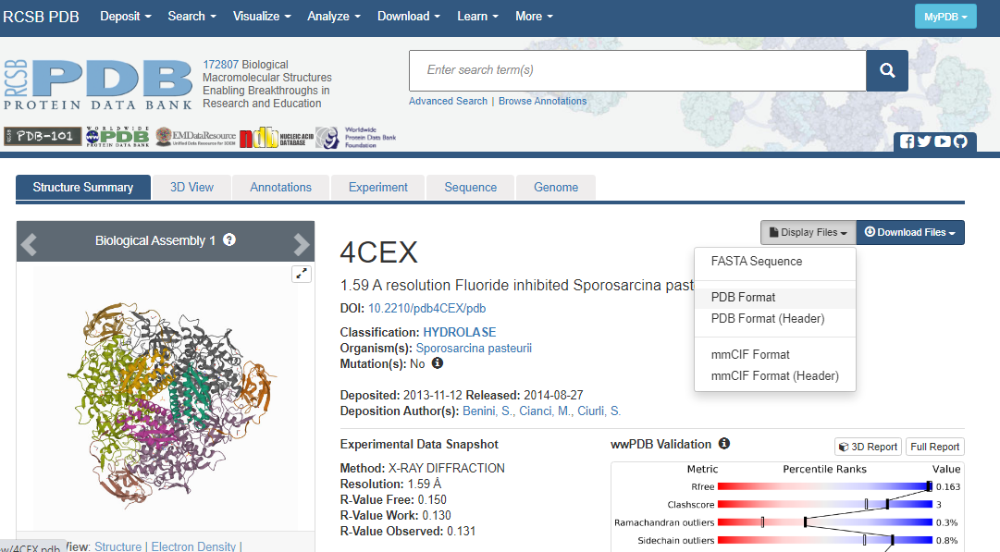 RCSB PDB Deposit Search Visualize Analyze Download Learn More MyPDB
RCSB PDB
PROTEIN DATA BANK
172807 Biological
Macromolecular Structures
Enabling Breakthroughs in
Research and Education
Enter search term(s)
Advanced Search | Browse Annotations
PDB-101
WORLDWIDE
PDB
PROTEIN DATA BANK
EMDataResource
Unified Data Resource for 3DEM
ndb NUCLEIC ACID
DATABASE
Worldwide
Protein Data Bank
Foundation
Structure Summary 3D View Annotations Experiment Sequence Genome
Biological Assembly 1
Display Files Download Files
FASTA Sequence
PDB Format
PDB Format (Header)
mmCIF Format
mmCIF Format (Header)
4CEX
1.59 A resolution Fluoride inhibited Sporosarcina past
DOI: 10.2210/pdb4CEX/pdb
Classification: HYDROLASE
Organism(s): Sporosarcina pasteurii
Mutation(s): No
Deposited: 2013-11-12 Released: 2014-08-27
Deposition Author(s): Benini, S., Cianci, M., Ciurli, S.
Experimental Data Snapshot
Method: X-RAY DIFFRACTION
Resolution: 1.59 Å
R-Value Free: 0.150
R-Value Work: 0.130
R-Value Observed: 0.131
wwPDB Validation 3D Report Full Report
Metric Percentile Ranks Value
Rfree 0.163
Clashscore 3
Ramachandran outliers 0.3%
Sidechain outliers 0.8%
w/4CEX.pdb iew: Structure | Electron Density |